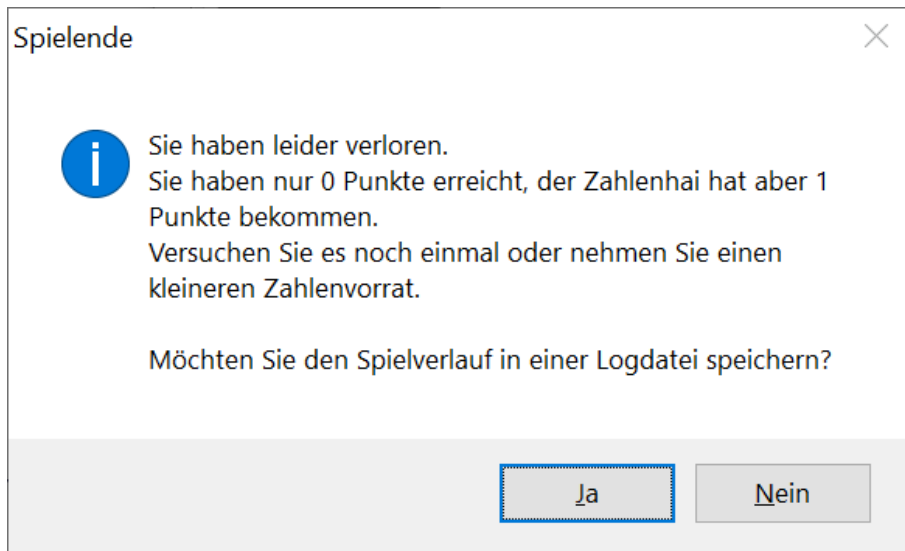 Spielende
Sie haben leider verloren.
Sie haben nur 0 Punkte erreicht, der Zahlenhai hat aber 1
Punkte bekommen.
Versuchen Sie es noch einmal oder nehmen Sie einen
kleineren Zahlenvorrat.
Möchten Sie den Spielverlauf in einer Logdatei speichern?
Ja
Nein